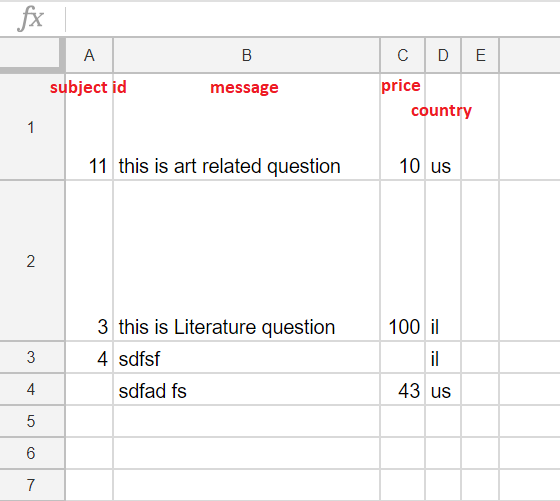 fx
A B C D E
subject id message price
country
1
11 this is art related question 10 us
2
3 this is Literature question 100 il
3 4 sdfsf il
4 sdfad fs 43 us
5
6
7